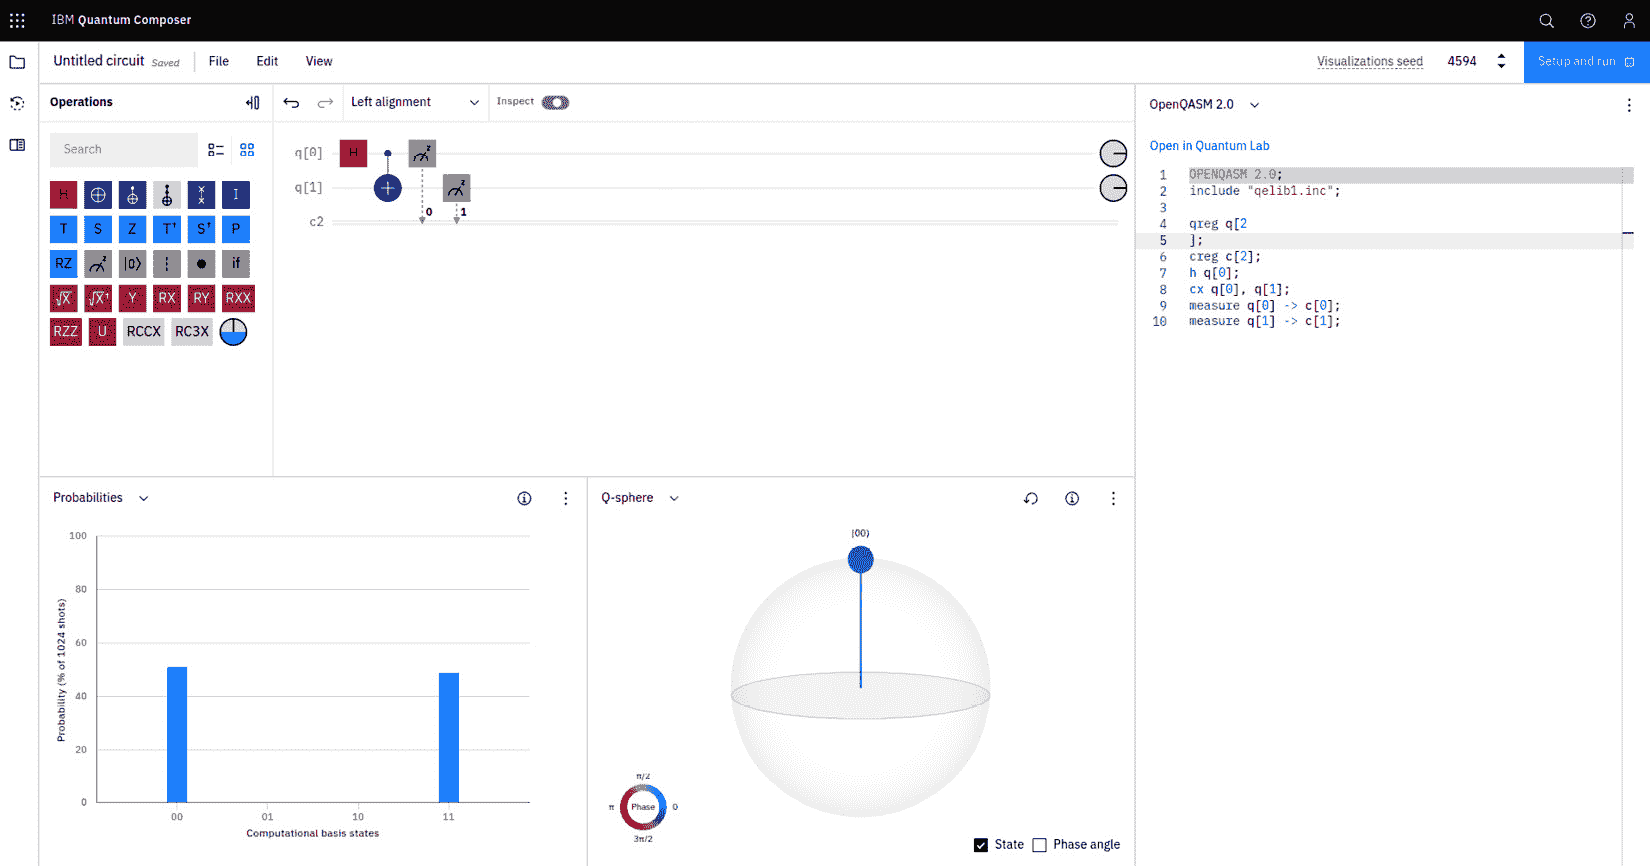 IBM Quantum Composer
Untitled circuit Saved File Edit View
Visualizations seed 4594 Setup and run
Operations
Left alignment
Inspect
Search
H I
T S Z T† S† P
RZ z |0⟩ if
√X √X† Y RX RY RXX
RZZ U RCCX RC3X
q[0] H z
q[1] + z
0 1
c2
OpenQASM 2.0
Open in Quantum Lab
1 OPENQASM 2.0;
2 include "qelib1.inc";
3
4 qreg q[2
5 ];
6 creg c[2];
7 h q[0];
8 cx q[0], q[1];
9 measure q[0] -> c[0];
10 measure q[1] -> c[1];
Probabilities
Probability (% of 1024 shots)
100
80
60
40
20
0
00 01 10 11
Computational basis states
Q-sphere
|00⟩
π/2
π Phase 0
3π/2
State Phase angle